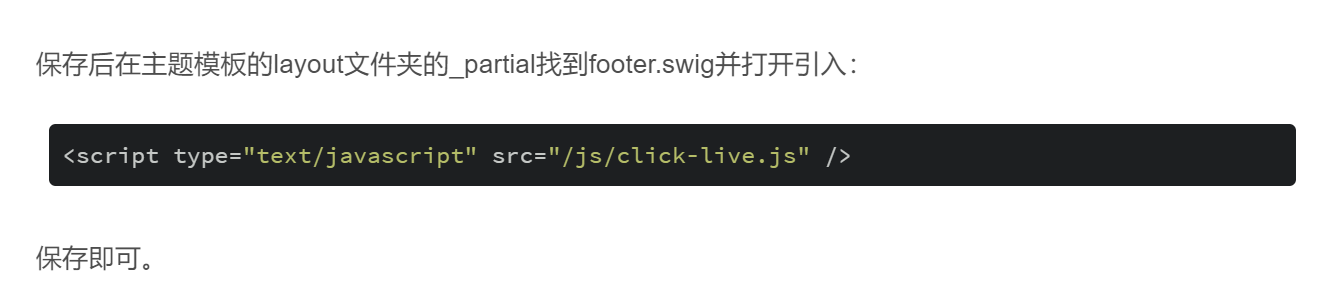 保存后在主题模板的layout文件夹的_partial找到footer.swig并打开引入：
<script type="text/javascript" src="/js/click-live.js" />
保存即可。